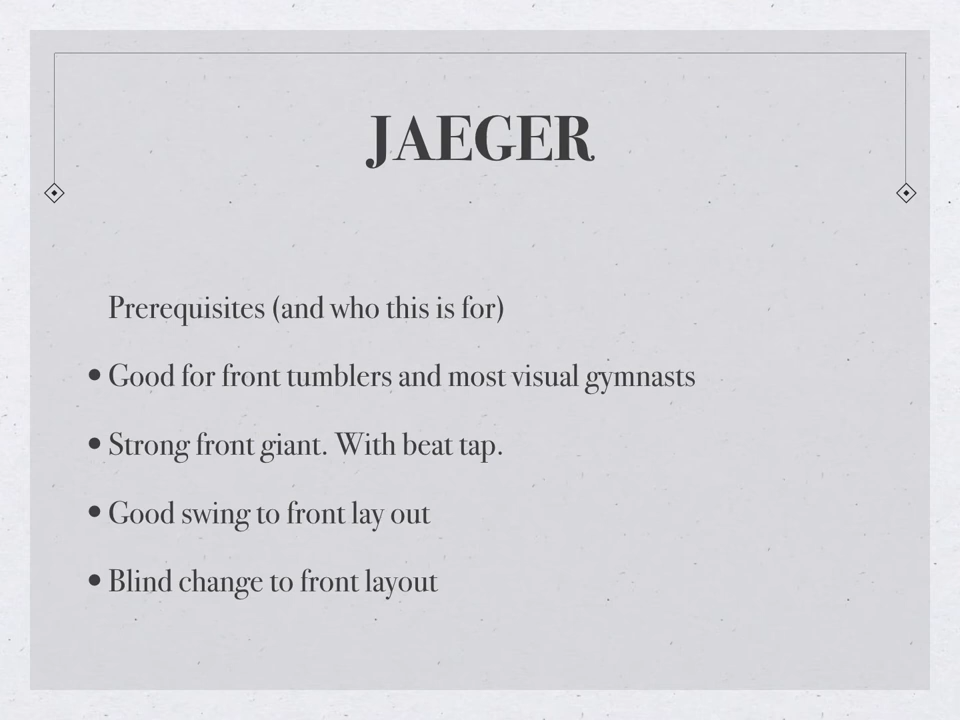 JAEGER
Prerequisites (and who this is for)
• Good for front tumblers and most visual gymnasts
• Strong front giant. With beat tap.
• Good swing to front lay out
• Blind change to front layout